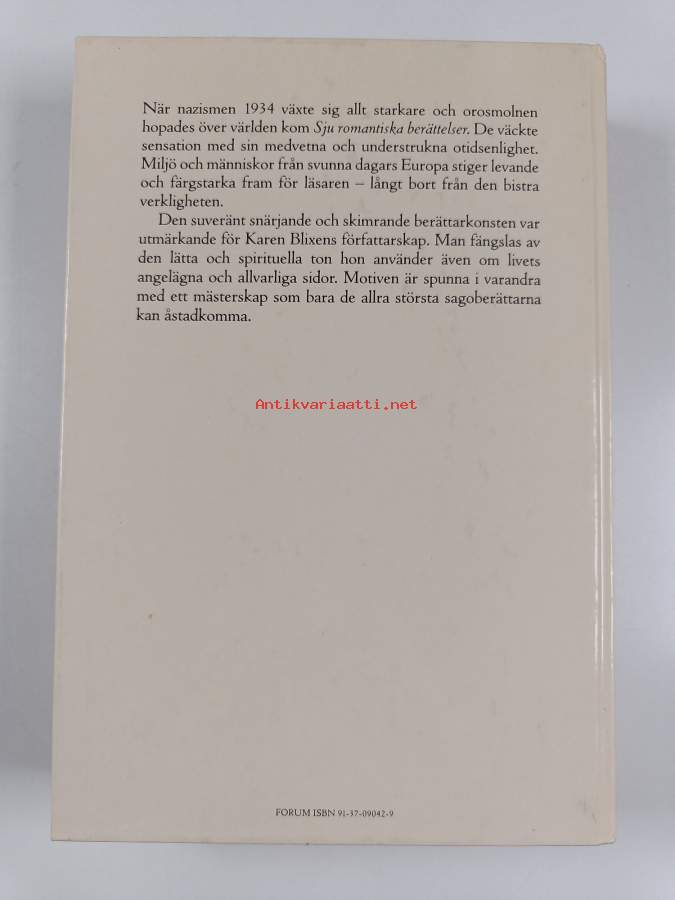 När nazismen 1934 växte sig allt starkare och orosmolnen
hopades över världen kom Sju romantiska berättelser. De väckte
sensation med sin medvetna och understrukna otidsenlighet.
Miljö och människor från svunna dagars Europa stiger levande
och färgstarka fram för läsaren – långt bort från den bistra
verkligheten.
Den suveränt snärjande och skimrande berättarkonsten var
utmärkande för Karen Blixens författarskap. Man fängslas av
den lätta och spirituella ton hon använder även om livets
angelägna och allvarliga sidor. Motiven är spunna i varandra
med ett mästerskap som bara de allra största sagoberättarna
kan åstadkomma.
Antikvariaatti.net
FORUM ISBN 91-37-09042-9